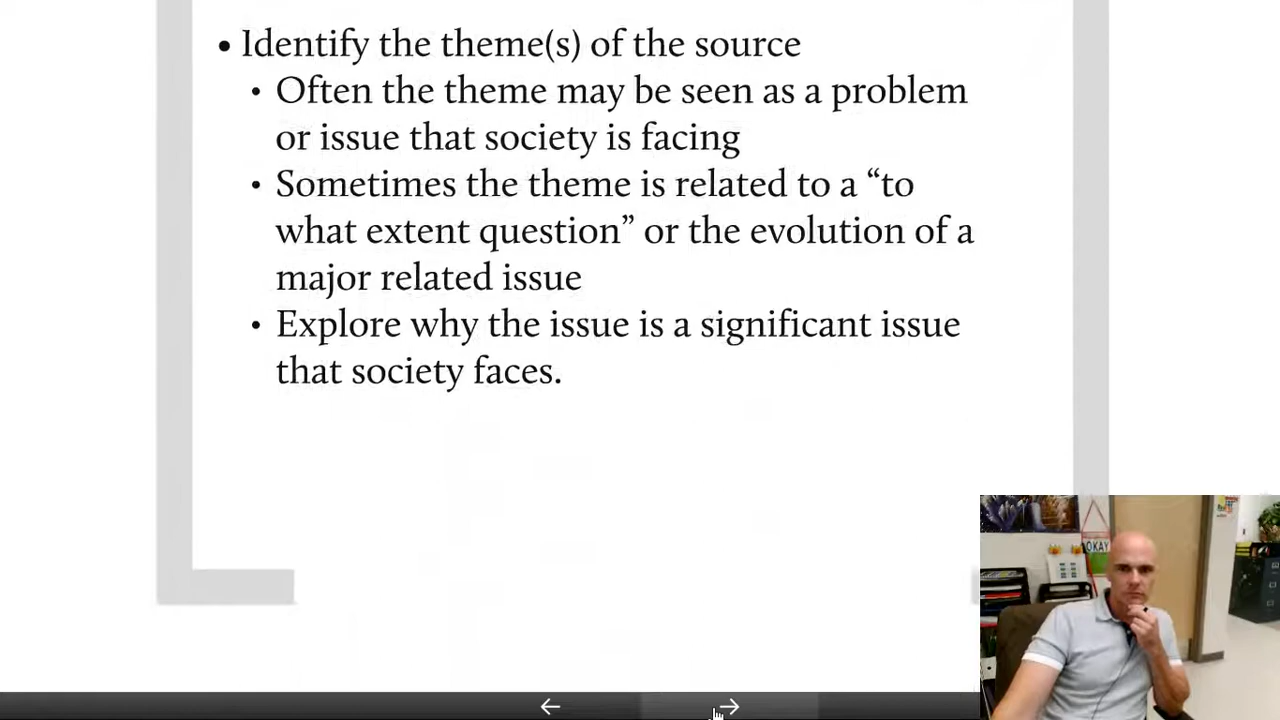 • Identify the theme(s) of the source
• Often the theme may be seen as a problem
or issue that society is facing
• Sometimes the theme is related to a “to
what extent question” or the evolution of a
major related issue
• Explore why the issue is a significant issue
that society faces.
OKAY